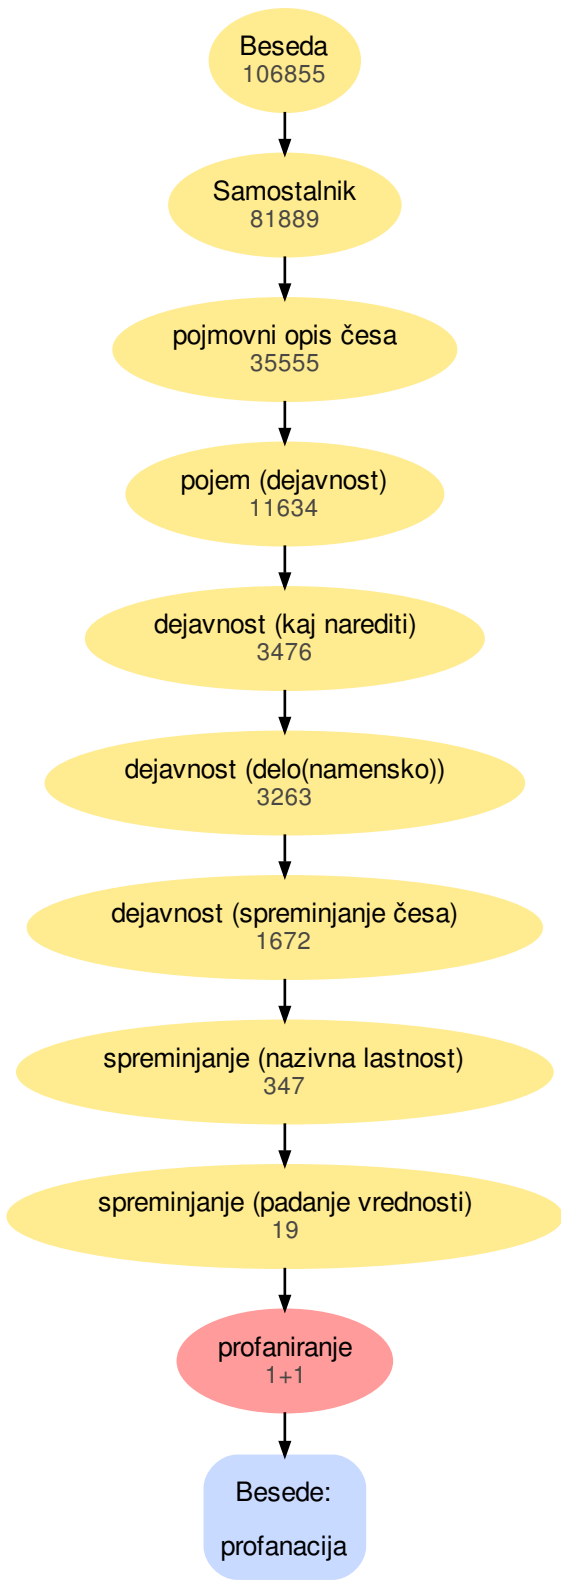 Beseda
106855
Samostalnik
81889
pojmovni opis česa
35555
pojem (dejavnost)
11634
dejavnost (kaj narediti)
3476
dejavnost (delo(namensko))
3263
dejavnost (spreminjanje česa)
1672
spreminjanje (nazivna lastnost)
347
spreminjanje (padanje vrednosti)
19
profaniranje
1+1
Besede:
profanacija